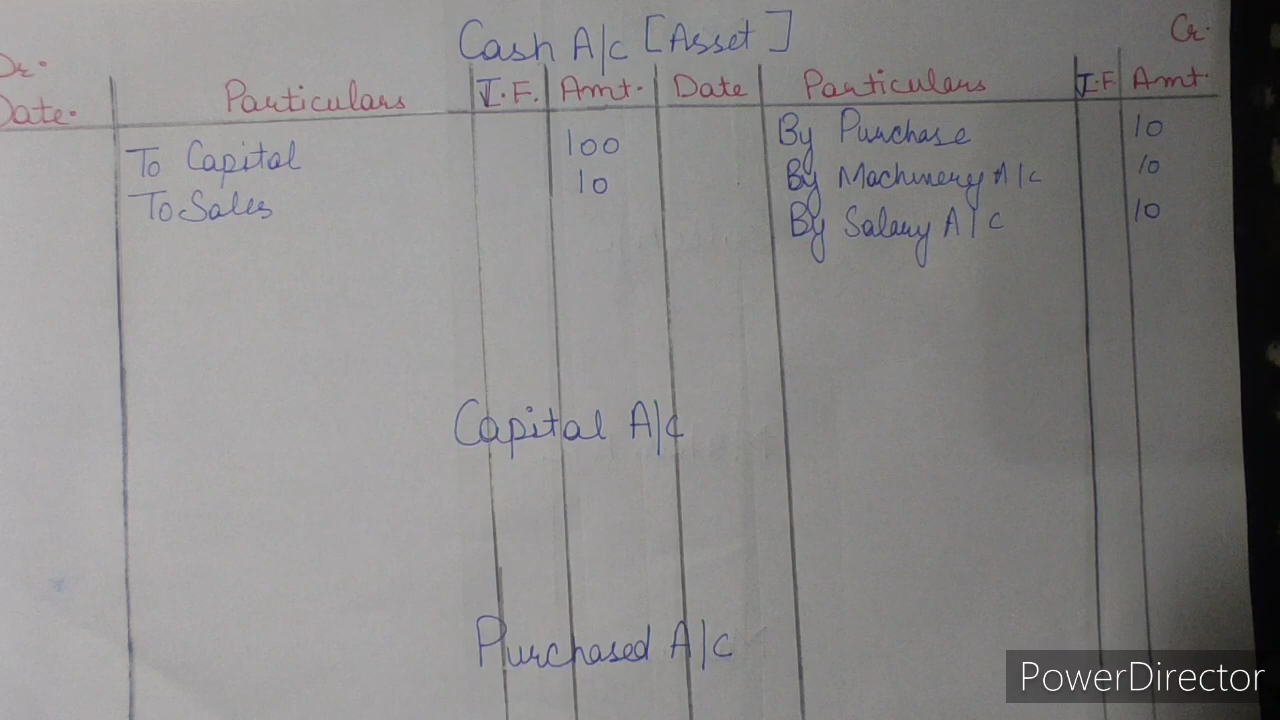 Cash A/c [Asset]
Dr. Cr.
Date. Particulars I.F. Amt. Date Particulars I.F Amt.
To Capital 100 By Purchase 10
To Sales 10 By Machinery A/c 10
By Salary A/c 10
Capital A/c
Purchased A/c
PowerDirector